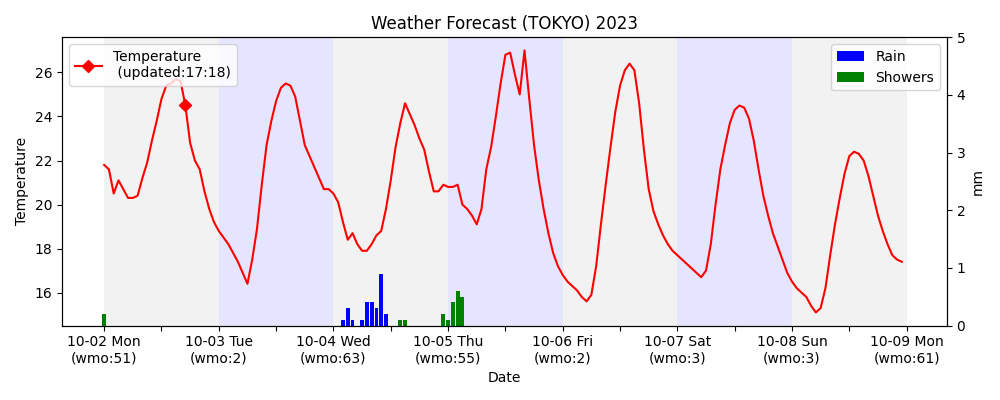 Weather Forecast (TOKYO) 2023
Temperature
(updated:17:18)
Rain
Showers
Temperature
26
24
22
20
18
16
5
4
3
2
1
0
mm
10-02 Mon
(wmo:51)
10-03 Tue
(wmo:2)
10-04 Wed
(wmo:63)
10-05 Thu
(wmo:55)
10-06 Fri
(wmo:2)
10-07 Sat
(wmo:3)
10-08 Sun
(wmo:3)
10-09 Mon
(wmo:61)
Date